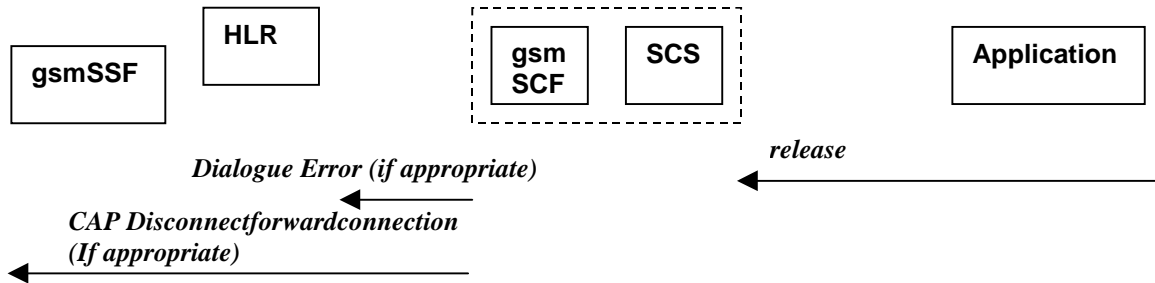 HLR
gsmSSF
gsm
SCF
SCS
Application
release
Dialogue Error (if appropriate)
CAP Disconnectforwardconnection
(If appropriate)